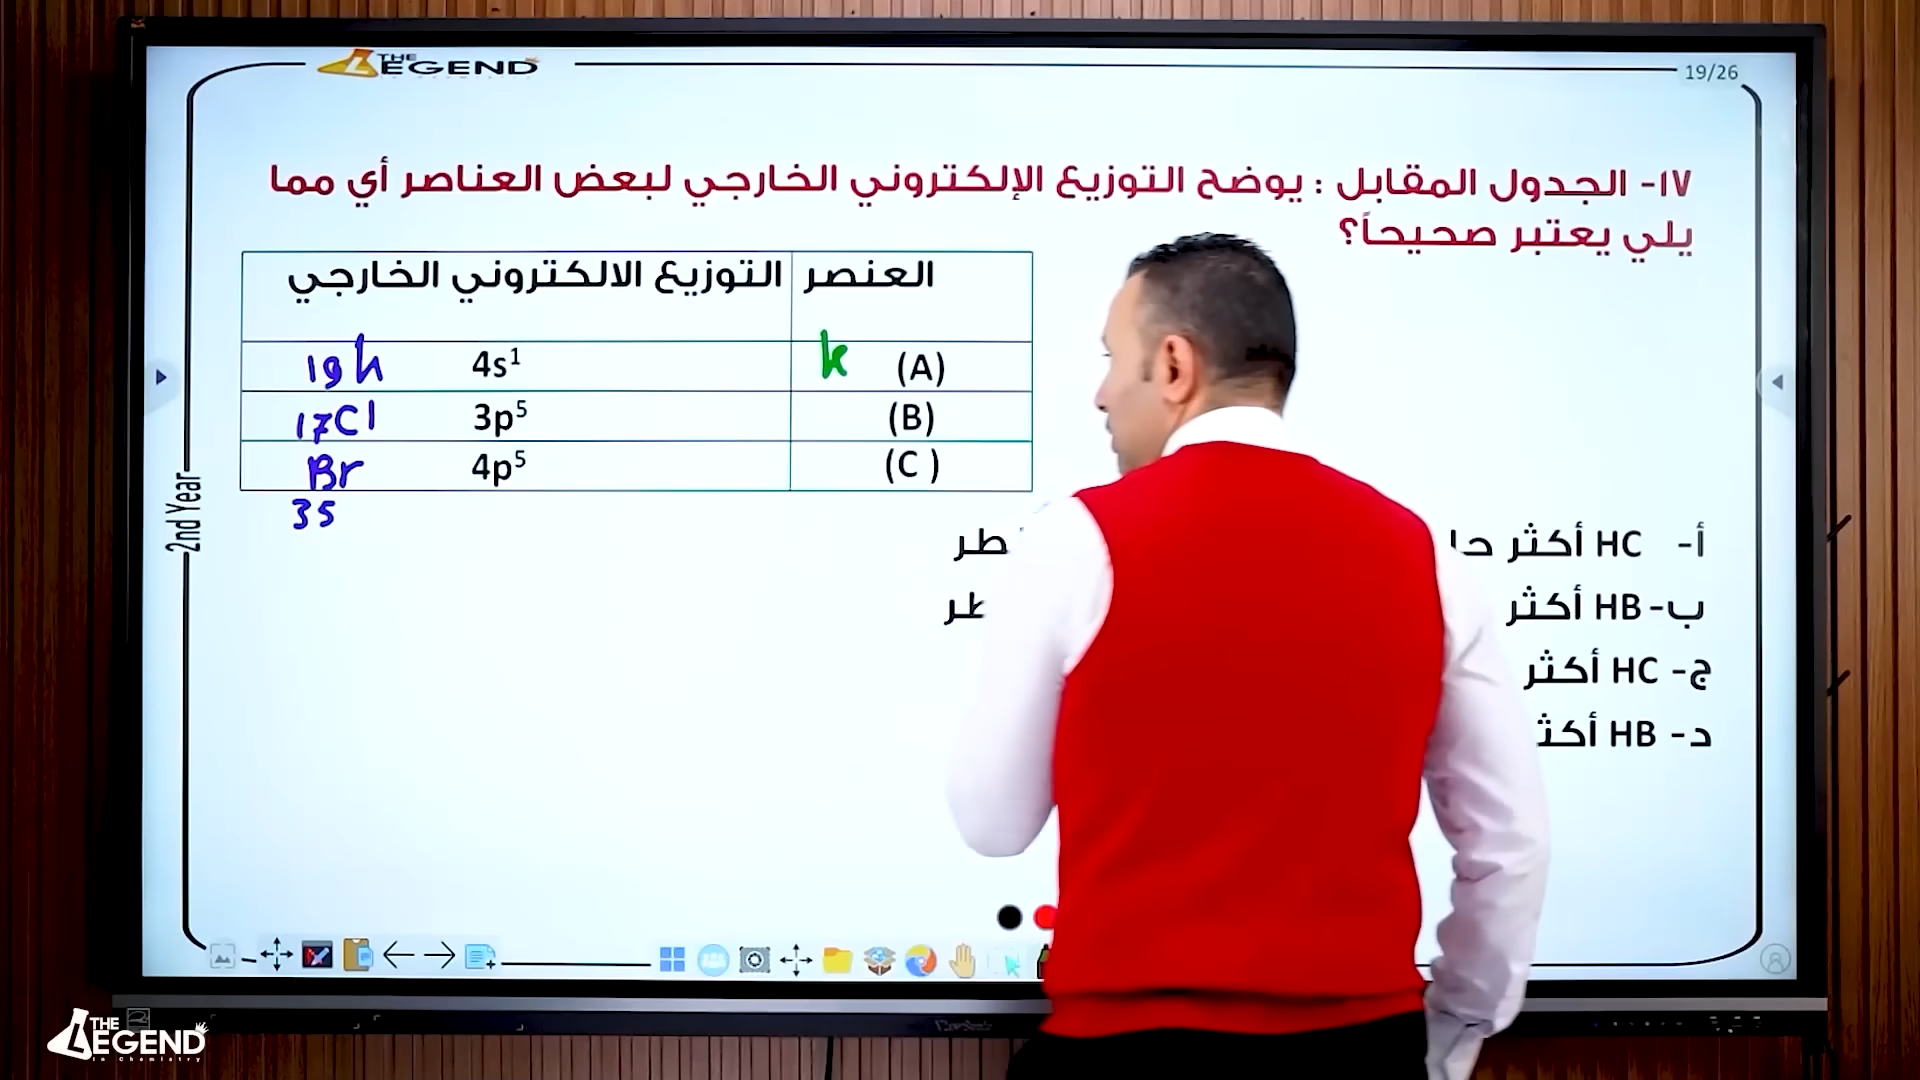 THE LEGEND
19/26
١٧- الجدول المقابل : يوضح التوزيع الإلكتروني الخارجي لبعض العناصر أي مما
يلي يعتبر صحيحاً؟
العنصر التوزيع الالكتروني الخارجي
(A) k 4s¹ 19k
(B) 3p⁵ 17Cl
(C ) 4p⁵ Br
35
2nd Year
أ- HC أكثر
ب- HB أكثر
ج- HC أكثر
د- HB
THE LEGEND
In Chemistry